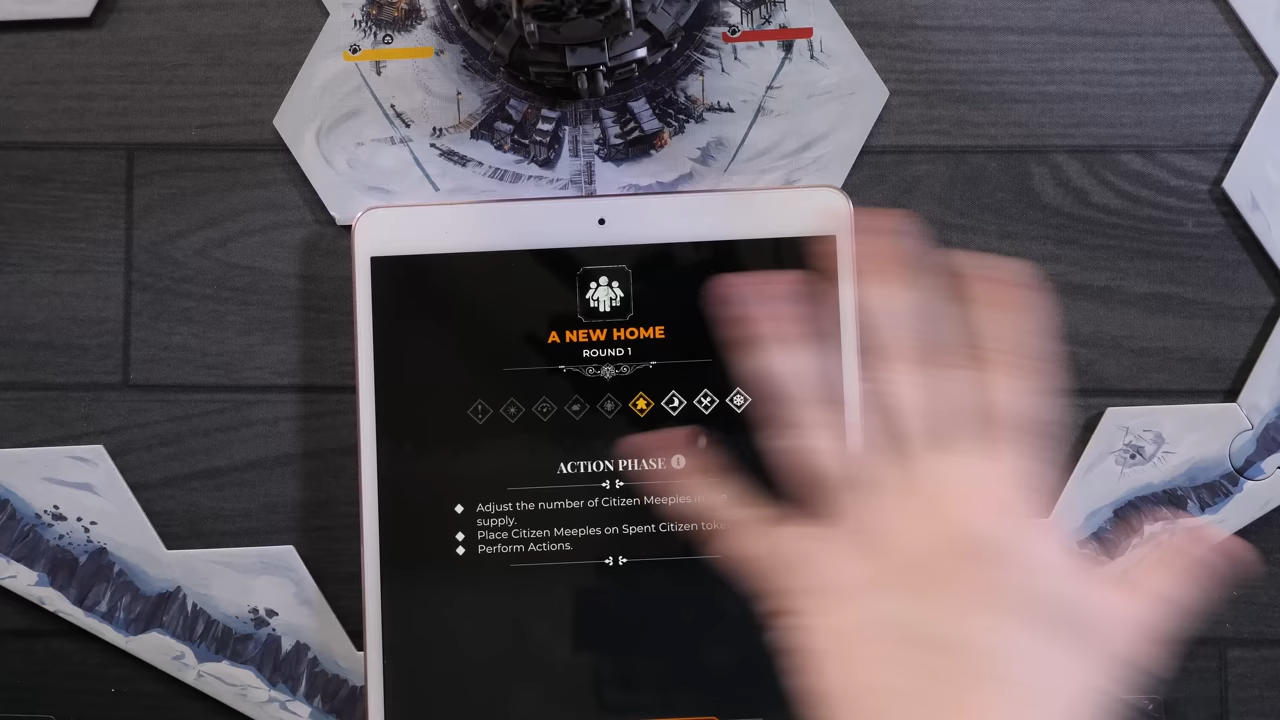 A NEW HOME
ROUND 1
ACTION PHASE
Adjust the number of Citizen Meeples in the
supply.
Place Citizen Meeples on Spent Citizen
Perform Actions.